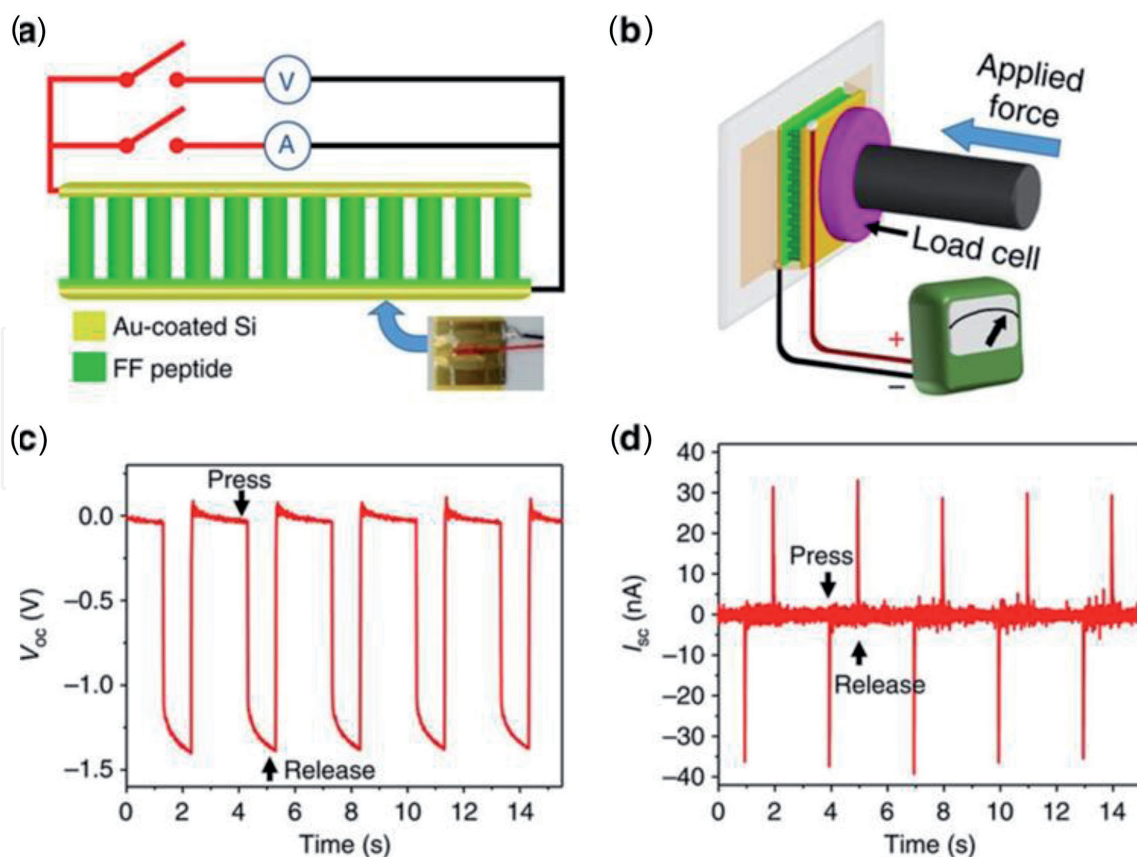 (a)
V
A
Au-coated Si
FF peptide
(b)
Applied
force
Load cell
+
−
(c)
Press
Release
V_oc (V)
0.0
−0.5
−1.0
−1.5
0 2 4 6 8 10 12 14
Time (s)
(d)
Press
Release
I_sc (nA)
40
30
20
10
0
−10
−20
−30
−40
0 2 4 6 8 10 12 14
Time (s)